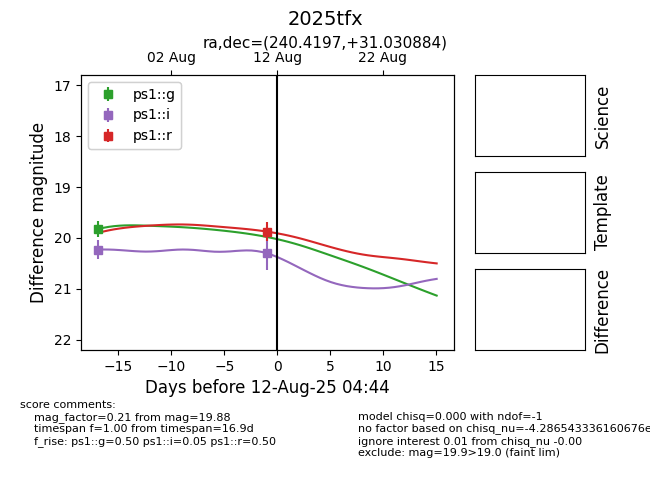 2025tfx
ra,dec=(240.4197,+31.030884)
02 Aug 12 Aug 22 Aug
17
18
19
20
21
22
Difference magnitude
ps1::g
ps1::i
ps1::r
−15 −10 −5 0 5 10 15
Days before 12-Aug-25 04:44
Science
Template
Difference
score comments:
mag_factor=0.21 from mag=19.88
timespan f=1.00 from timespan=16.9d
f_rise: ps1::g=0.50 ps1::i=0.05 ps1::r=0.50
model chisq=0.000 with ndof=-1
no factor based on chisq_nu=-4.286543336160676e
ignore interest 0.01 from chisq_nu -0.00
exclude: mag=19.9>19.0 (faint lim)